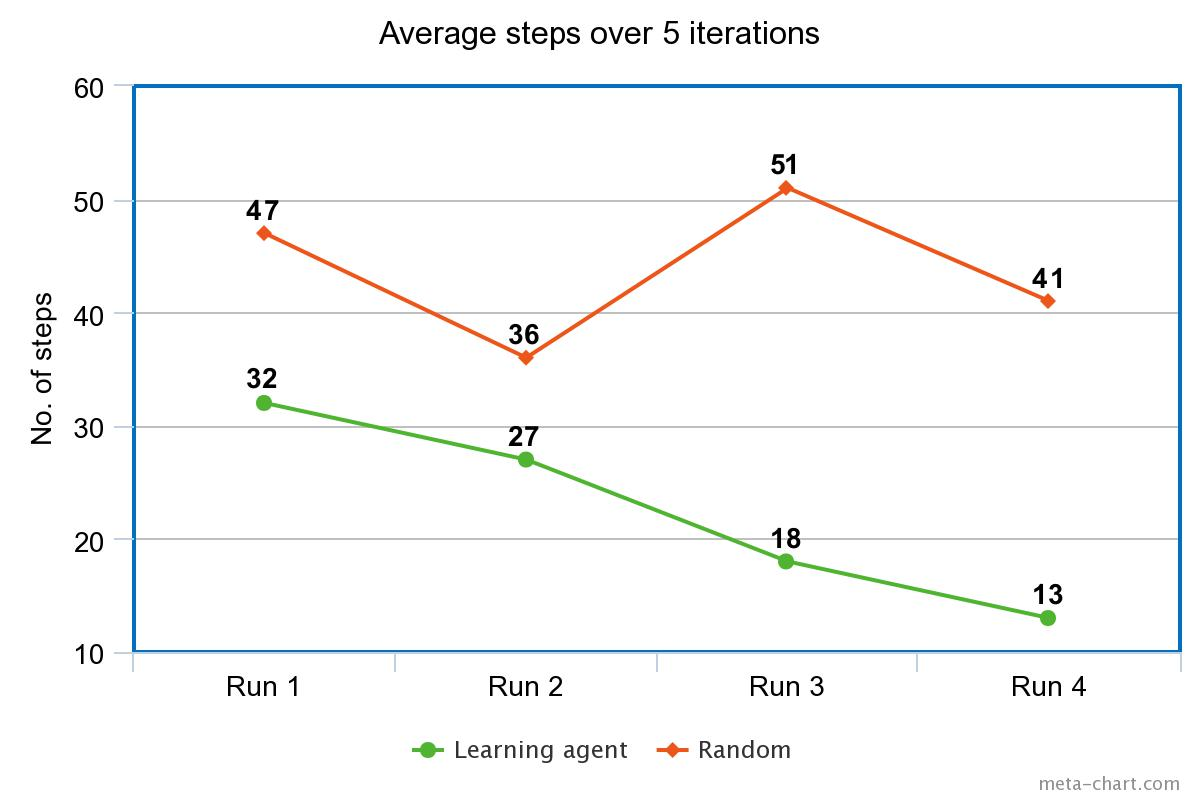 Average steps over 5 iterations
No. of steps
60
50
40
30
20
10
47
36
51
41
32
27
18
13
Run 1
Run 2
Run 3
Run 4
Learning agent
Random
meta-chart.com